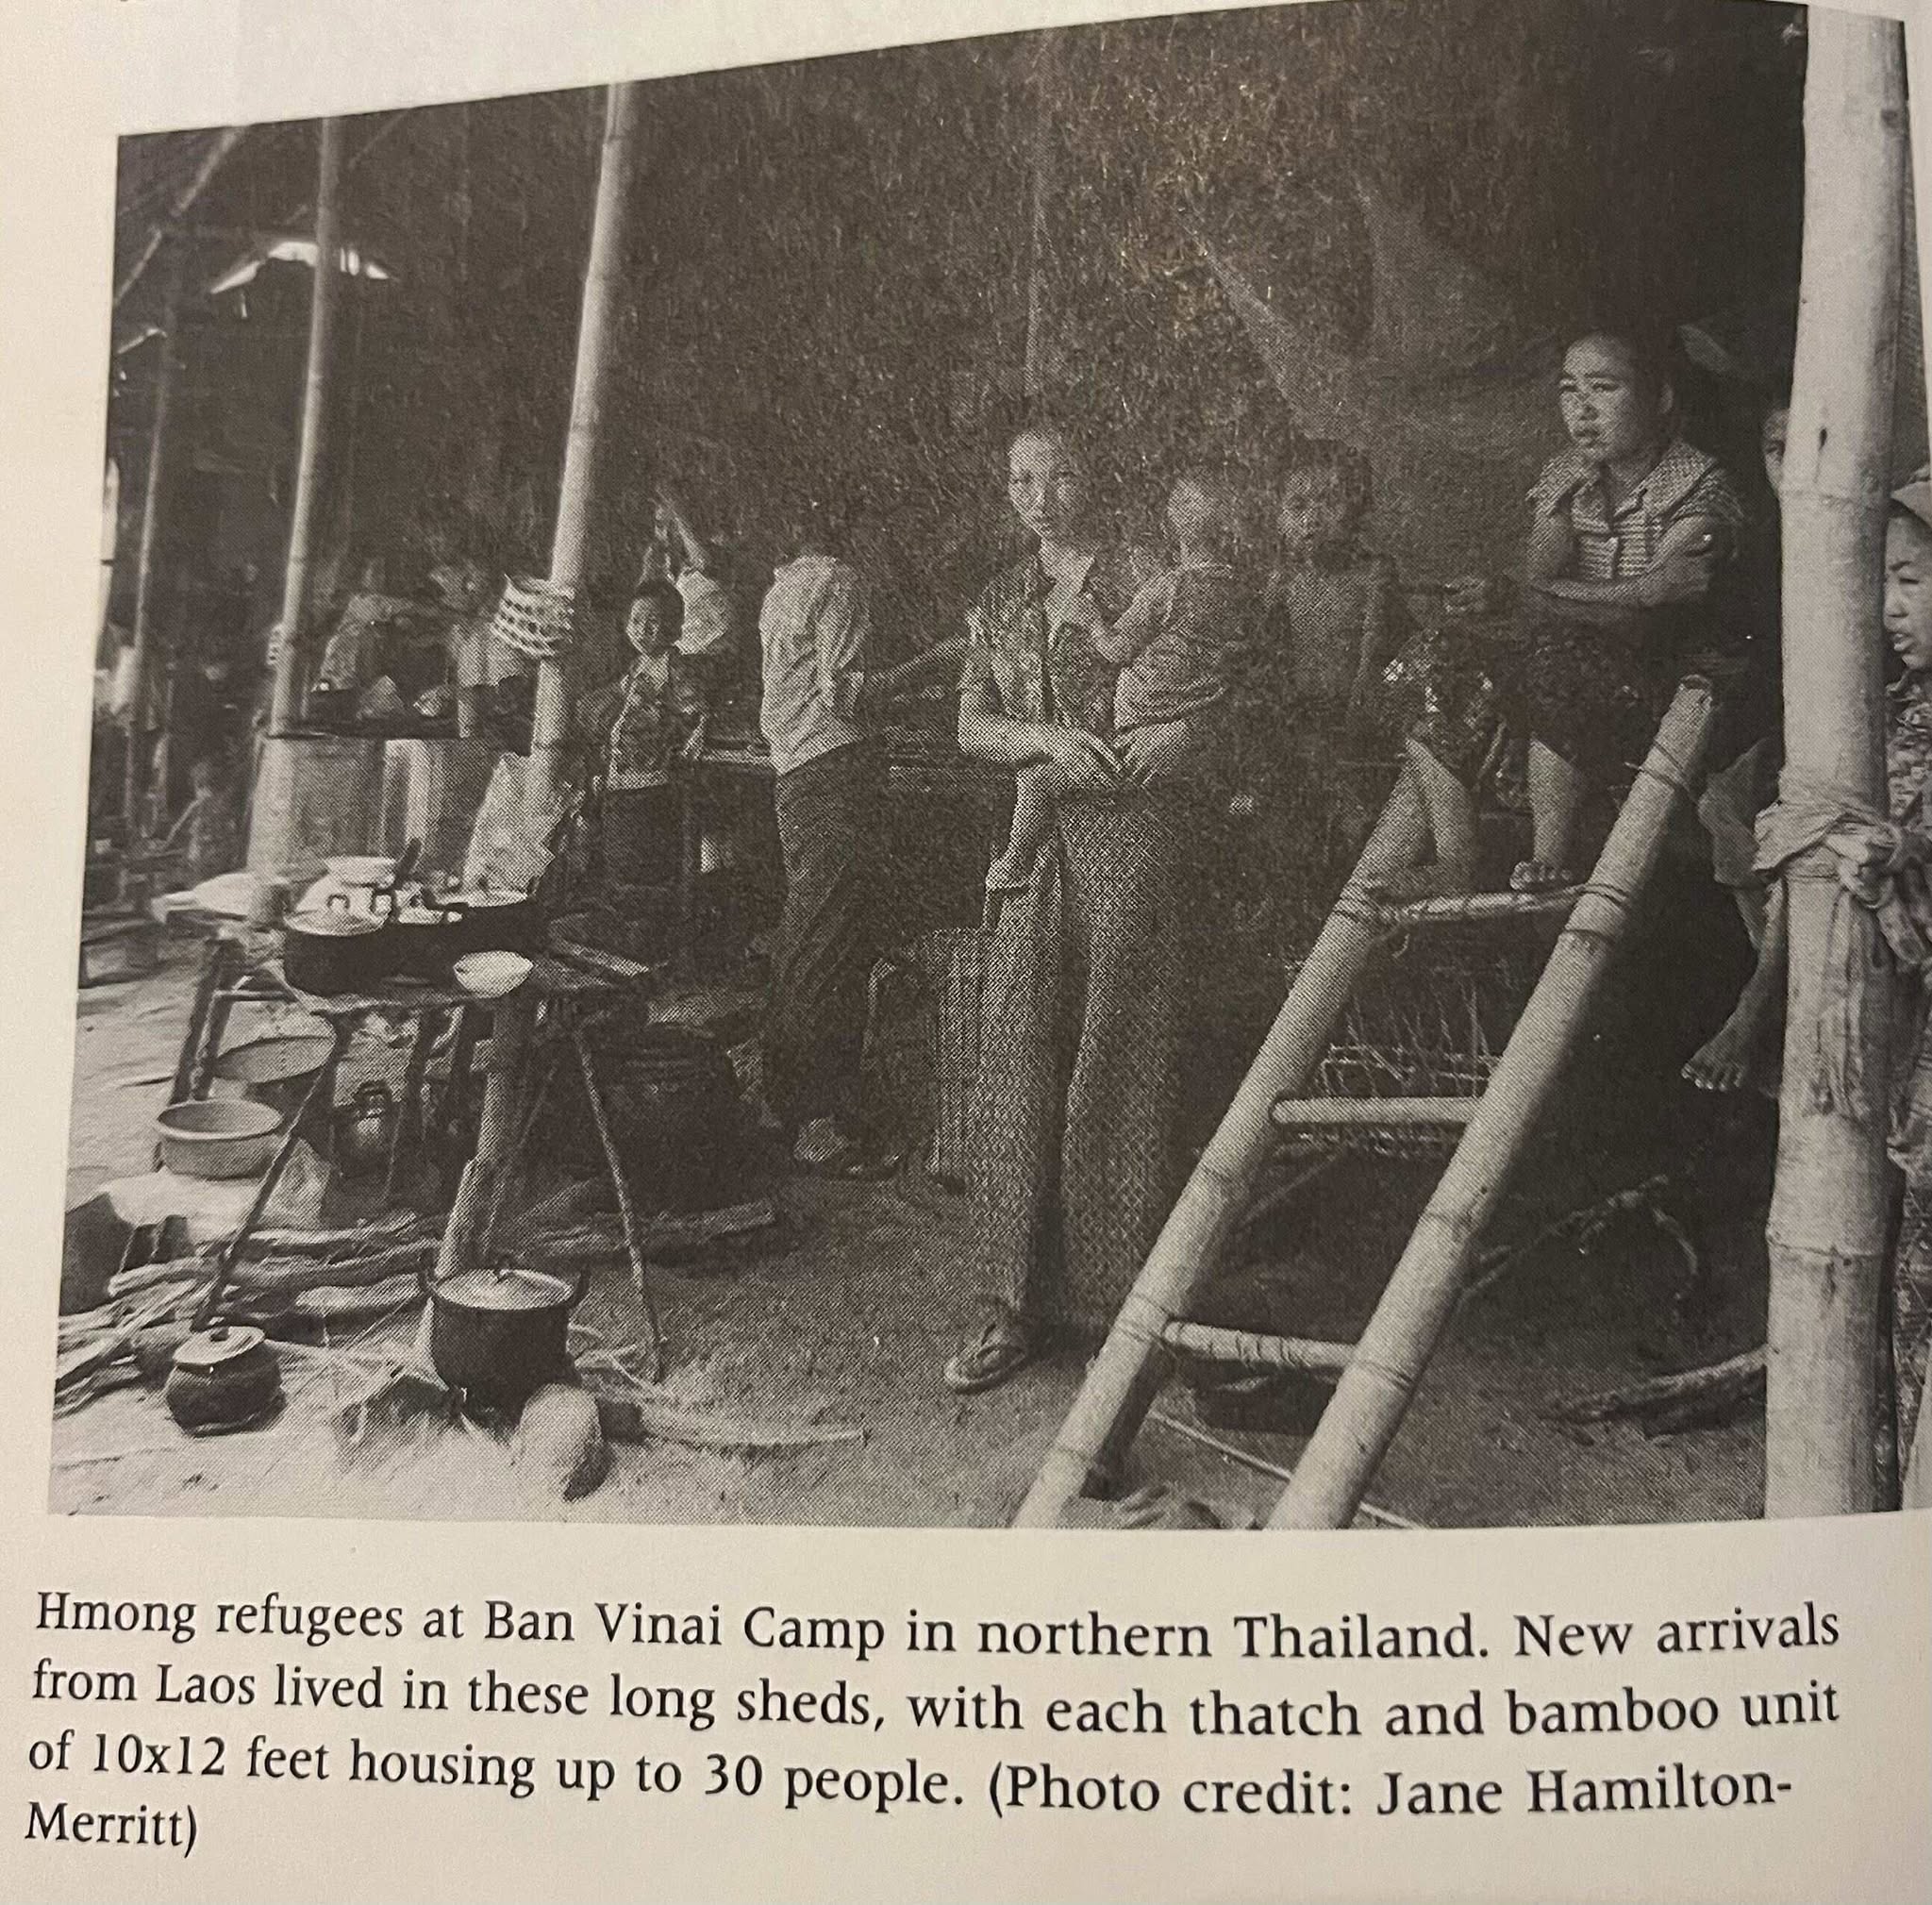 Hmong refugees at Ban Vinai Camp in northern Thailand. New arrivals
from Laos lived in these long sheds, with each thatch and bamboo unit
of 10x12 feet housing up to 30 people. (Photo credit: Jane Hamilton-
Merritt)